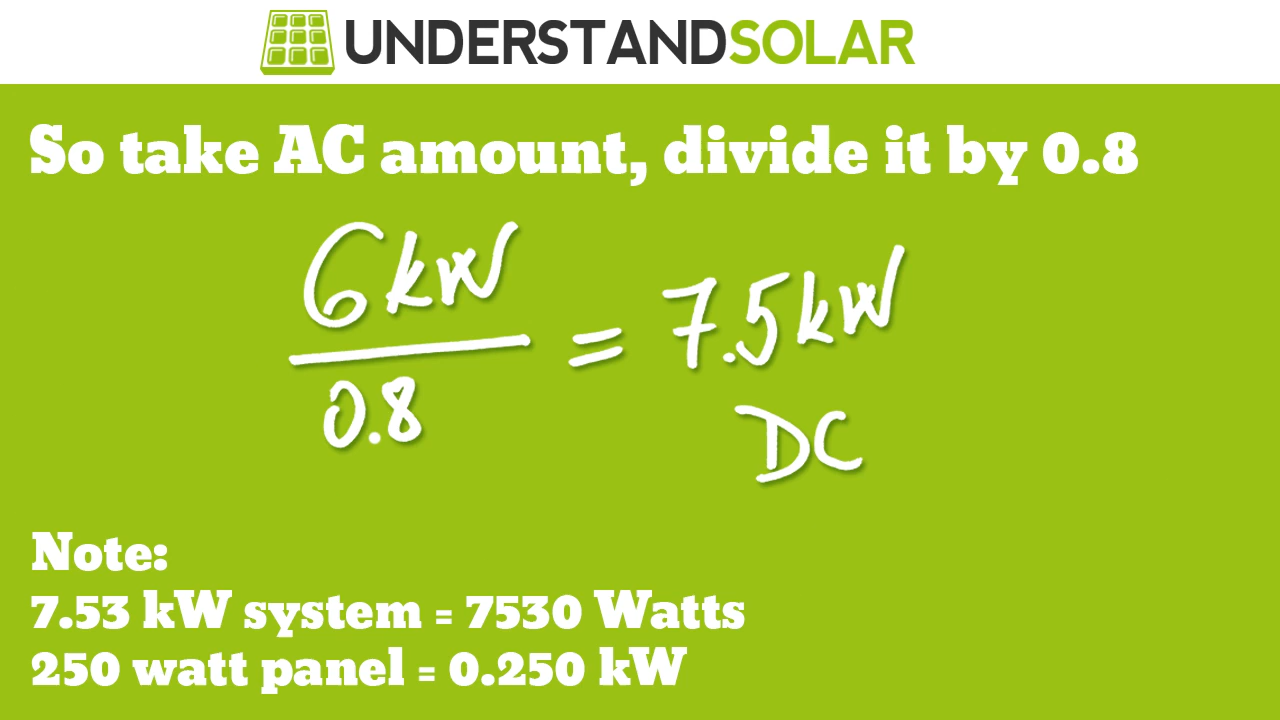 UNDERSTANDSOLAR
So take AC amount, divide it by 0.8
6kW
0.8
= 7.5kW
DC
Note:
7.53 kW system = 7530 Watts
250 watt panel = 0.250 kW